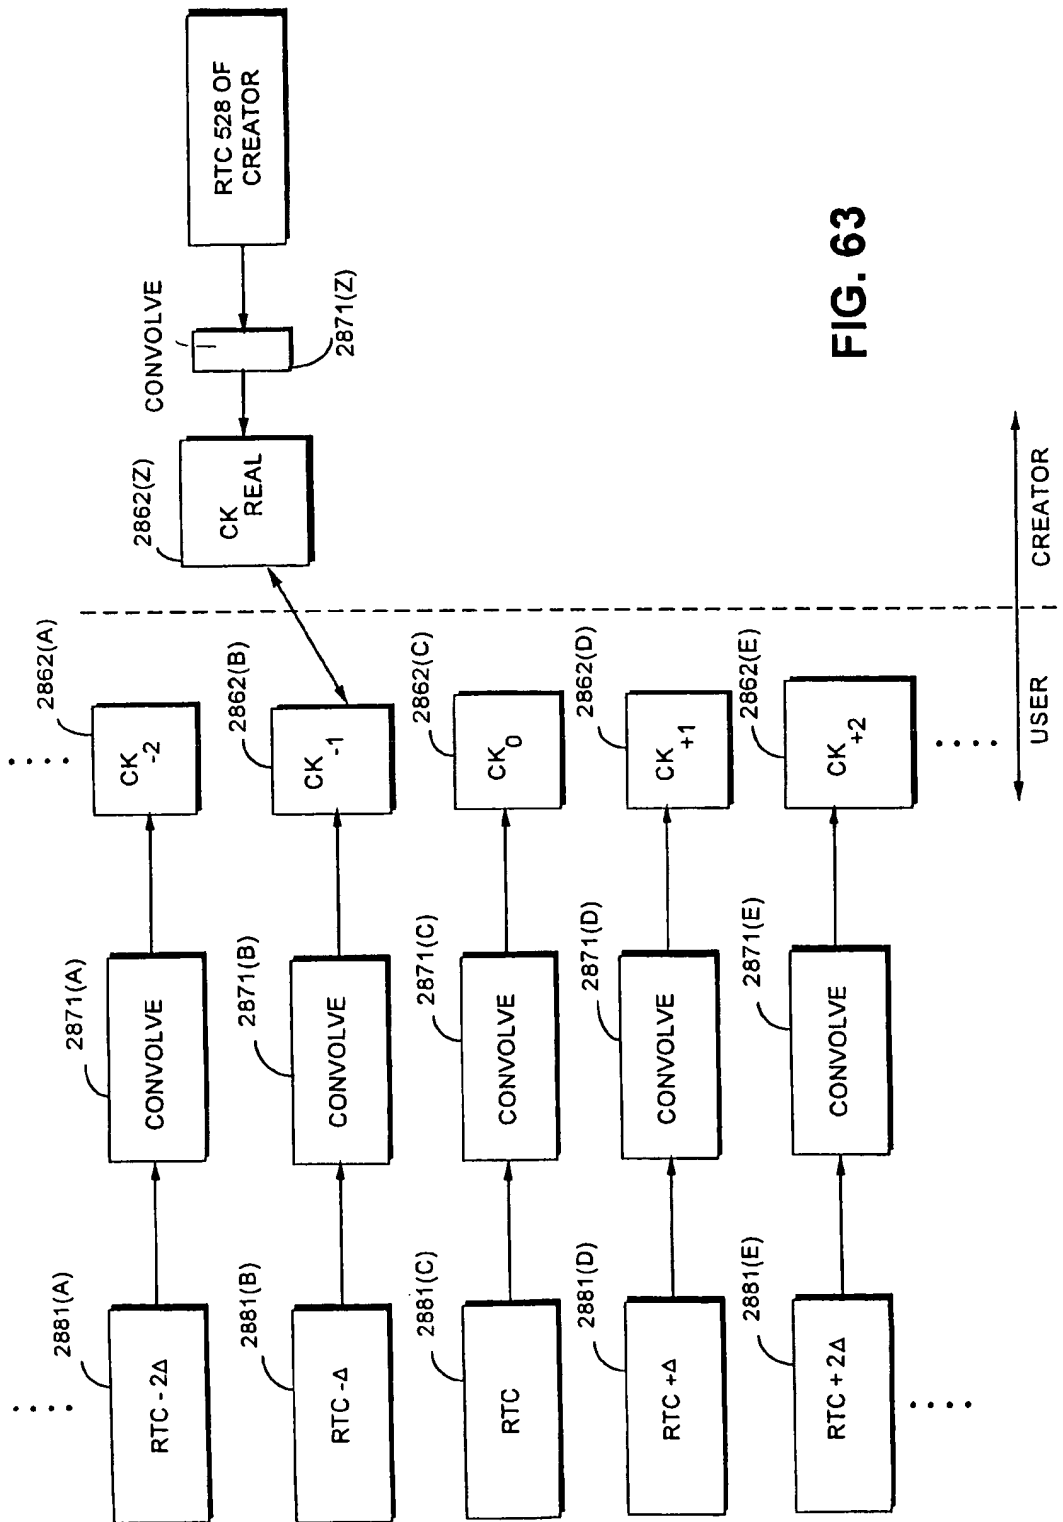 RTC 528 OF
CREATOR
CONVOLVE
2871(Z)
2862(Z)
CK
REAL
FIG. 63
CREATOR
USER
. . . .
2881(A)
RTC - 2Δ
2871(A)
CONVOLVE
. . . .
2862(A)
CK-2
2881(B)
RTC -Δ
2871(B)
CONVOLVE
2862(B)
CK-1
2881(C)
RTC
2871(C)
CONVOLVE
2862(C)
CK0
2881(D)
RTC +Δ
2871(D)
CONVOLVE
2862(D)
CK+1
2881(E)
RTC + 2Δ
2871(E)
CONVOLVE
2862(E)
CK+2
. . . .
. . . .